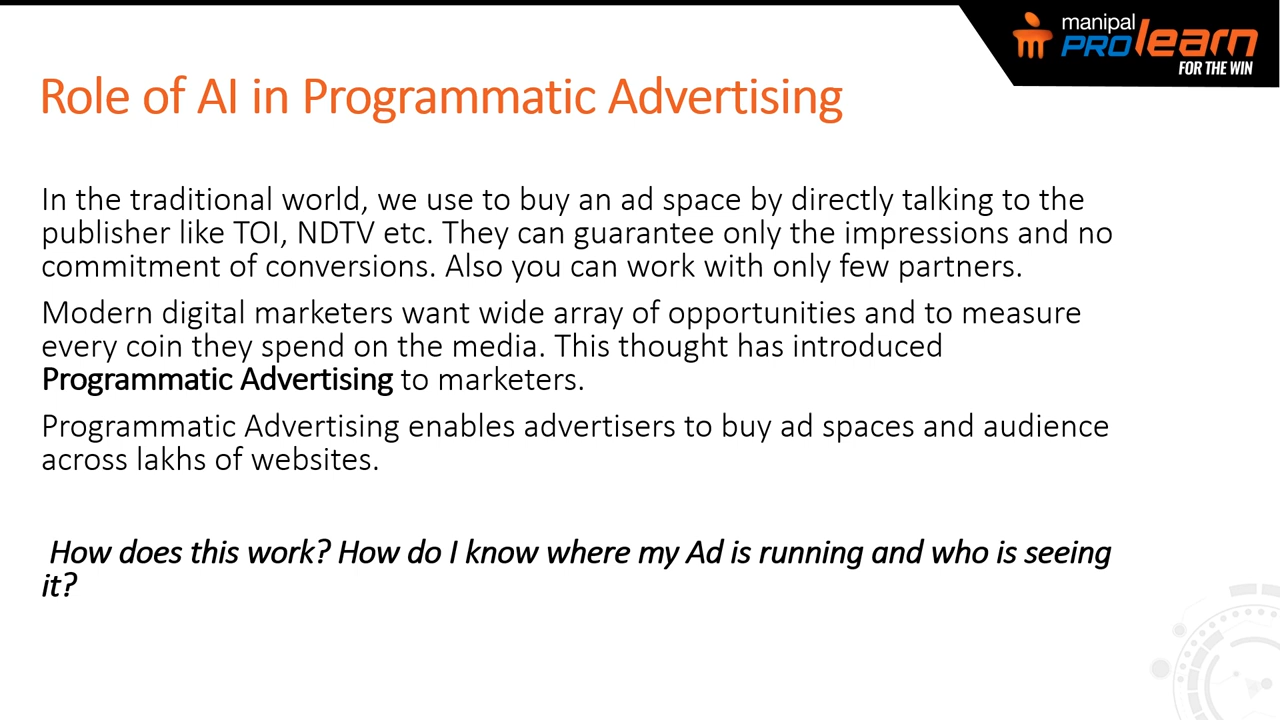 manipal
PROlearn
FOR THE WIN
Role of AI in Programmatic Advertising
In the traditional world, we use to buy an ad space by directly talking to the
publisher like TOI, NDTV etc. They can guarantee only the impressions and no
commitment of conversions. Also you can work with only few partners.
Modern digital marketers want wide array of opportunities and to measure
every coin they spend on the media. This thought has introduced
Programmatic Advertising to marketers.
Programmatic Advertising enables advertisers to buy ad spaces and audience
across lakhs of websites.
How does this work? How do I know where my Ad is running and who is seeing
it?